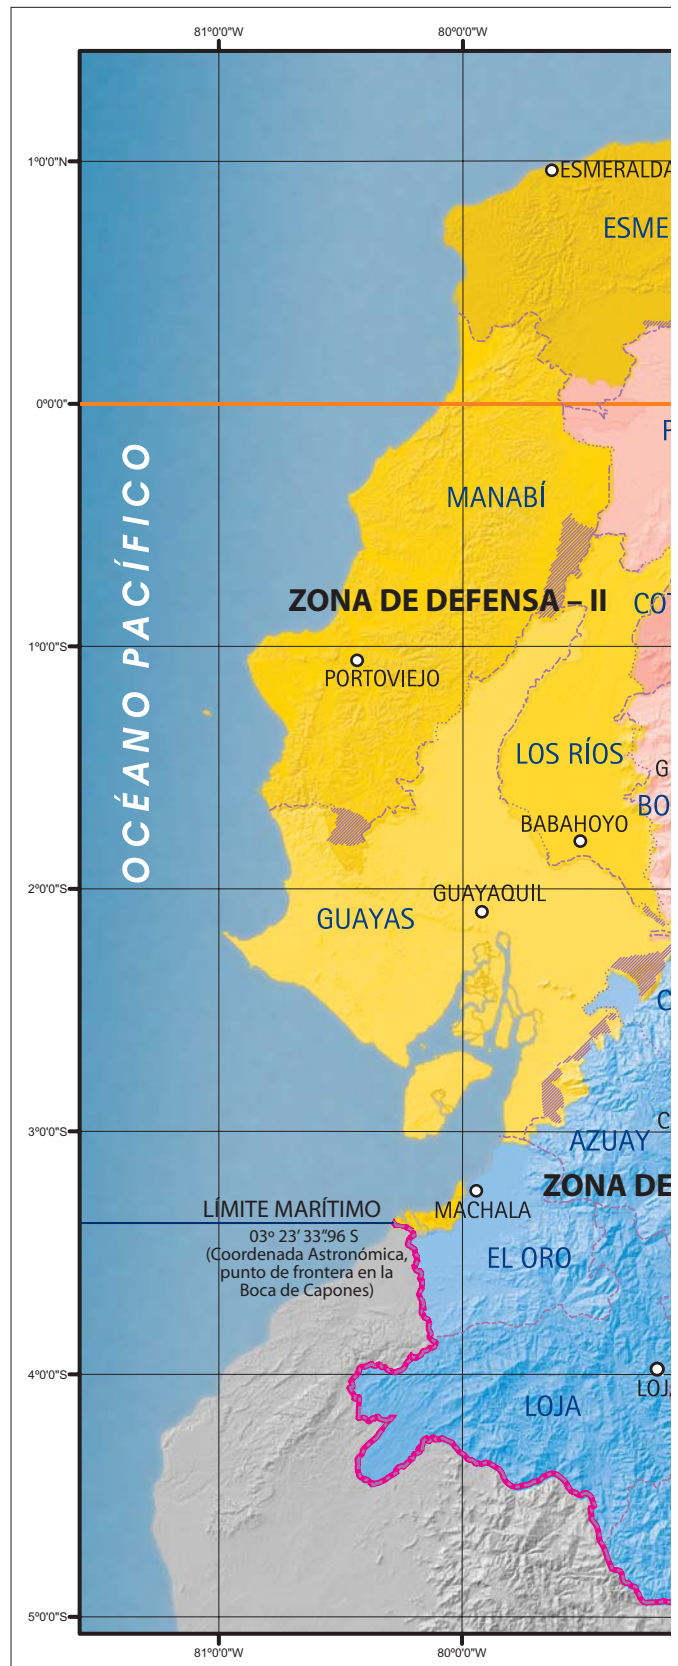 81°0'0"W
80°0'0"W
1°0'0"N
ESMERALDA
ESME
0°0'0"
P
MANABÍ
OCÉANO PACÍFICO
ZONA DE DEFENSA – II
COT
1°0'0"S
PORTOVIEJO
LOS RÍOS
G
BO
BABAHOYO
2°0'0"S
GUAYAQUIL
GUAYAS
C
3°0'0"S
C
AZUAY
ZONA DE
LÍMITE MARÍTIMO
MACHALA
03º 23' 33"96 S
(Coordenada Astronómica,
punto de frontera en la
Boca de Capones)
EL ORO
4°0'0"S
LOJA
LOJA
5°0'0"S
81°0'0"W
80°0'0"W